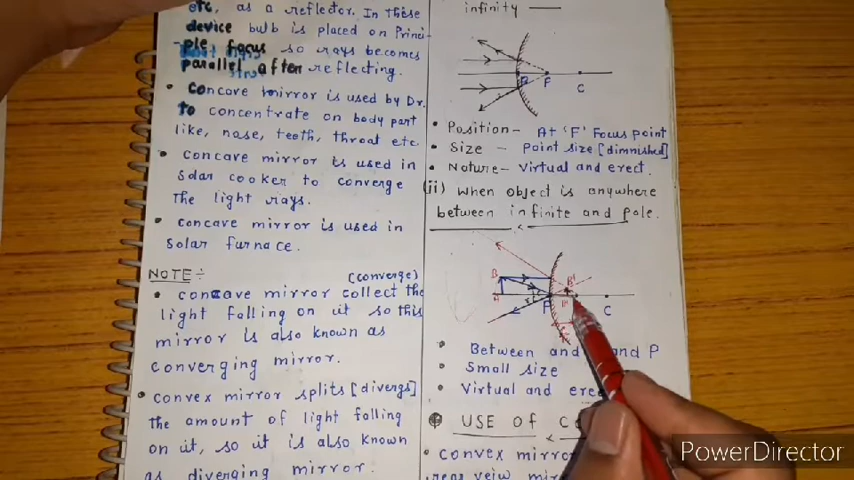 etc, as a reflector. In these
device bulb is placed on Princi-
-ple focus so rays becomes
parallel after reflecting.
• Concave mirror is used by Dr.
to concentrate on body part
like, nose, teeth, throat etc.
• concave mirror is used in
solar cooker to converge
the light rays.
• concave mirror is used in
solar furnace.
NOTE÷
(converge)
• concave mirror collect the
light falling on it so this
mirror is also known as
converging mirror.
• convex mirror splits [diverge]
the amount of light falling
on it, so it is also known
as diverging mirror.
infinity
P F C
• Position- At 'F' Focus point
• Size - Point size [diminished]
• Nature- Virtual and erect.
(ii) when object is anywhere
between infinite and pole.
B
A
B'
A'
P
C
• Between and P
• Small size
• Virtual and
USE OF
• convex mirror
PowerDirector